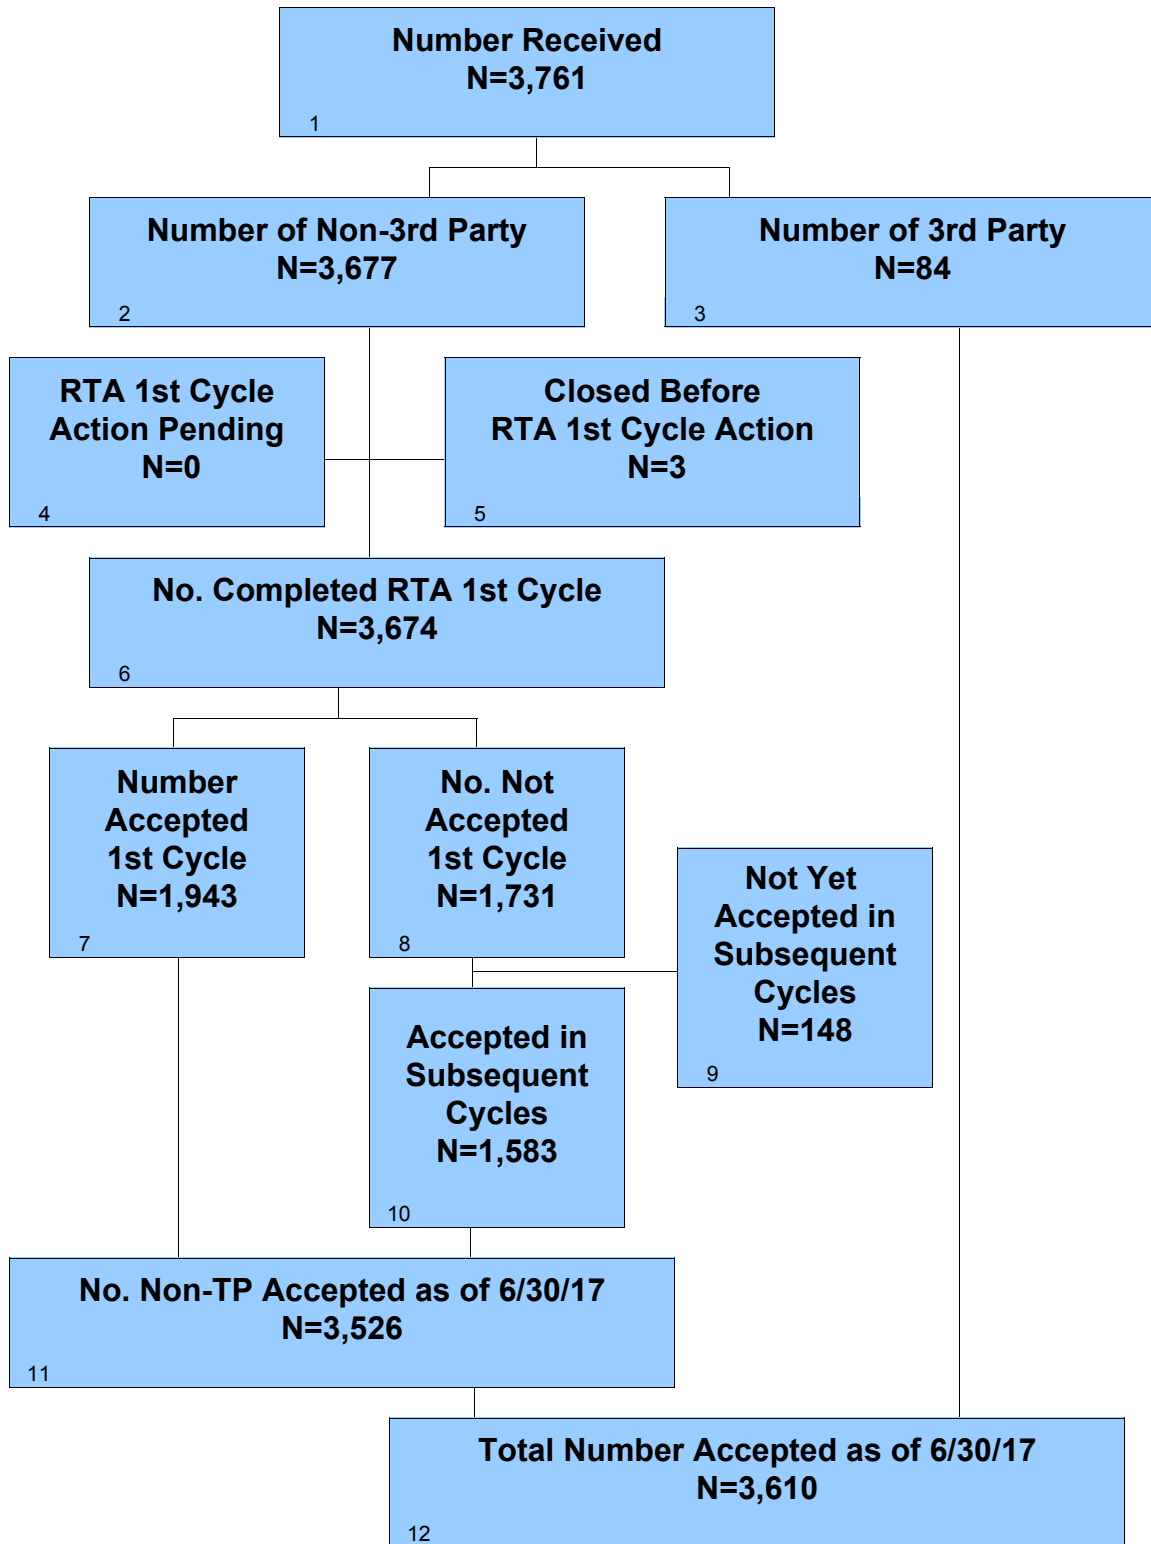 Number Received
N=3,761
1
Number of Non-3rd Party
N=3,677
2
Number of 3rd Party
N=84
3
RTA 1st Cycle
Action Pending
N=0
4
Closed Before
RTA 1st Cycle Action
N=3
5
No. Completed RTA 1st Cycle
N=3,674
6
Number
Accepted
1st Cycle
N=1,943
7
No. Not
Accepted
1st Cycle
N=1,731
8
Not Yet
Accepted in
Subsequent
Cycles
N=148
9
Accepted in
Subsequent
Cycles
N=1,583
10
No. Non-TP Accepted as of 6/30/17
N=3,526
11
Total Number Accepted as of 6/30/17
N=3,610
12